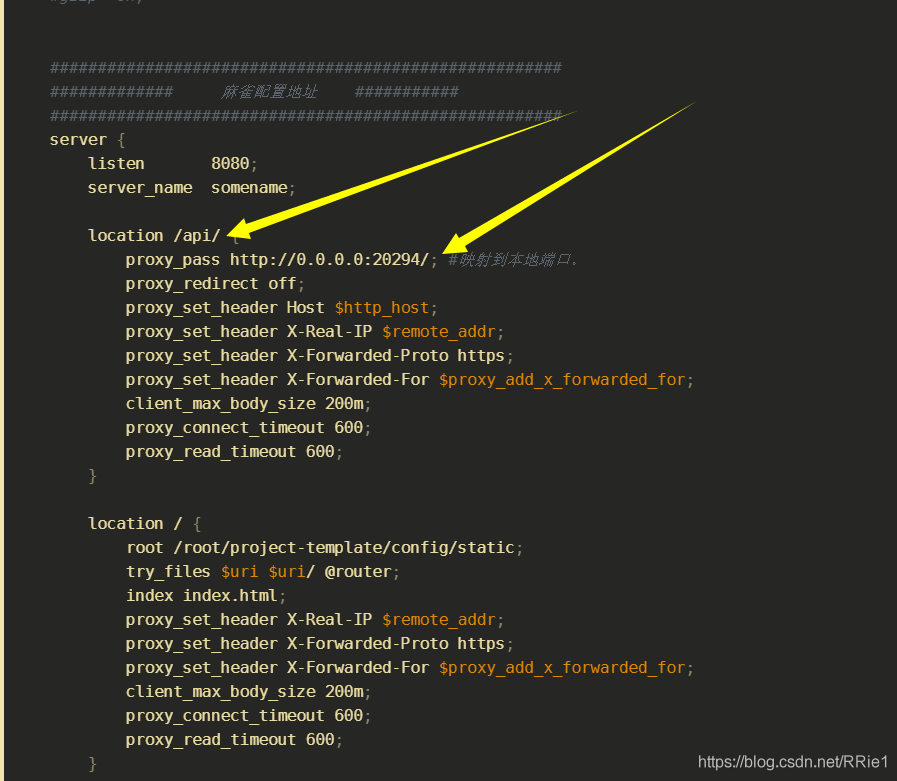 ######################################################
#############     麻雀配置地址    ###########
######################################################
server {
    listen       8080;
    server_name  somename;
    location /api/ {
        proxy_pass http://0.0.0.0:20294/; #映射到本地端口。
        proxy_redirect off;
        proxy_set_header Host $http_host;
        proxy_set_header X-Real-IP $remote_addr;
        proxy_set_header X-Forwarded-Proto https;
        proxy_set_header X-Forwarded-For $proxy_add_x_forwarded_for;
        client_max_body_size 200m;
        proxy_connect_timeout 600;
        proxy_read_timeout 600;
    }
    location / {
        root /root/project-template/config/static;
        try_files $uri $uri/ @router;
        index index.html;
        proxy_set_header X-Real-IP $remote_addr;
        proxy_set_header X-Forwarded-Proto https;
        proxy_set_header X-Forwarded-For $proxy_add_x_forwarded_for;
        client_max_body_size 200m;
        proxy_connect_timeout 600;
        proxy_read_timeout 600;
    }
https://blog.csdn.net/RRie1